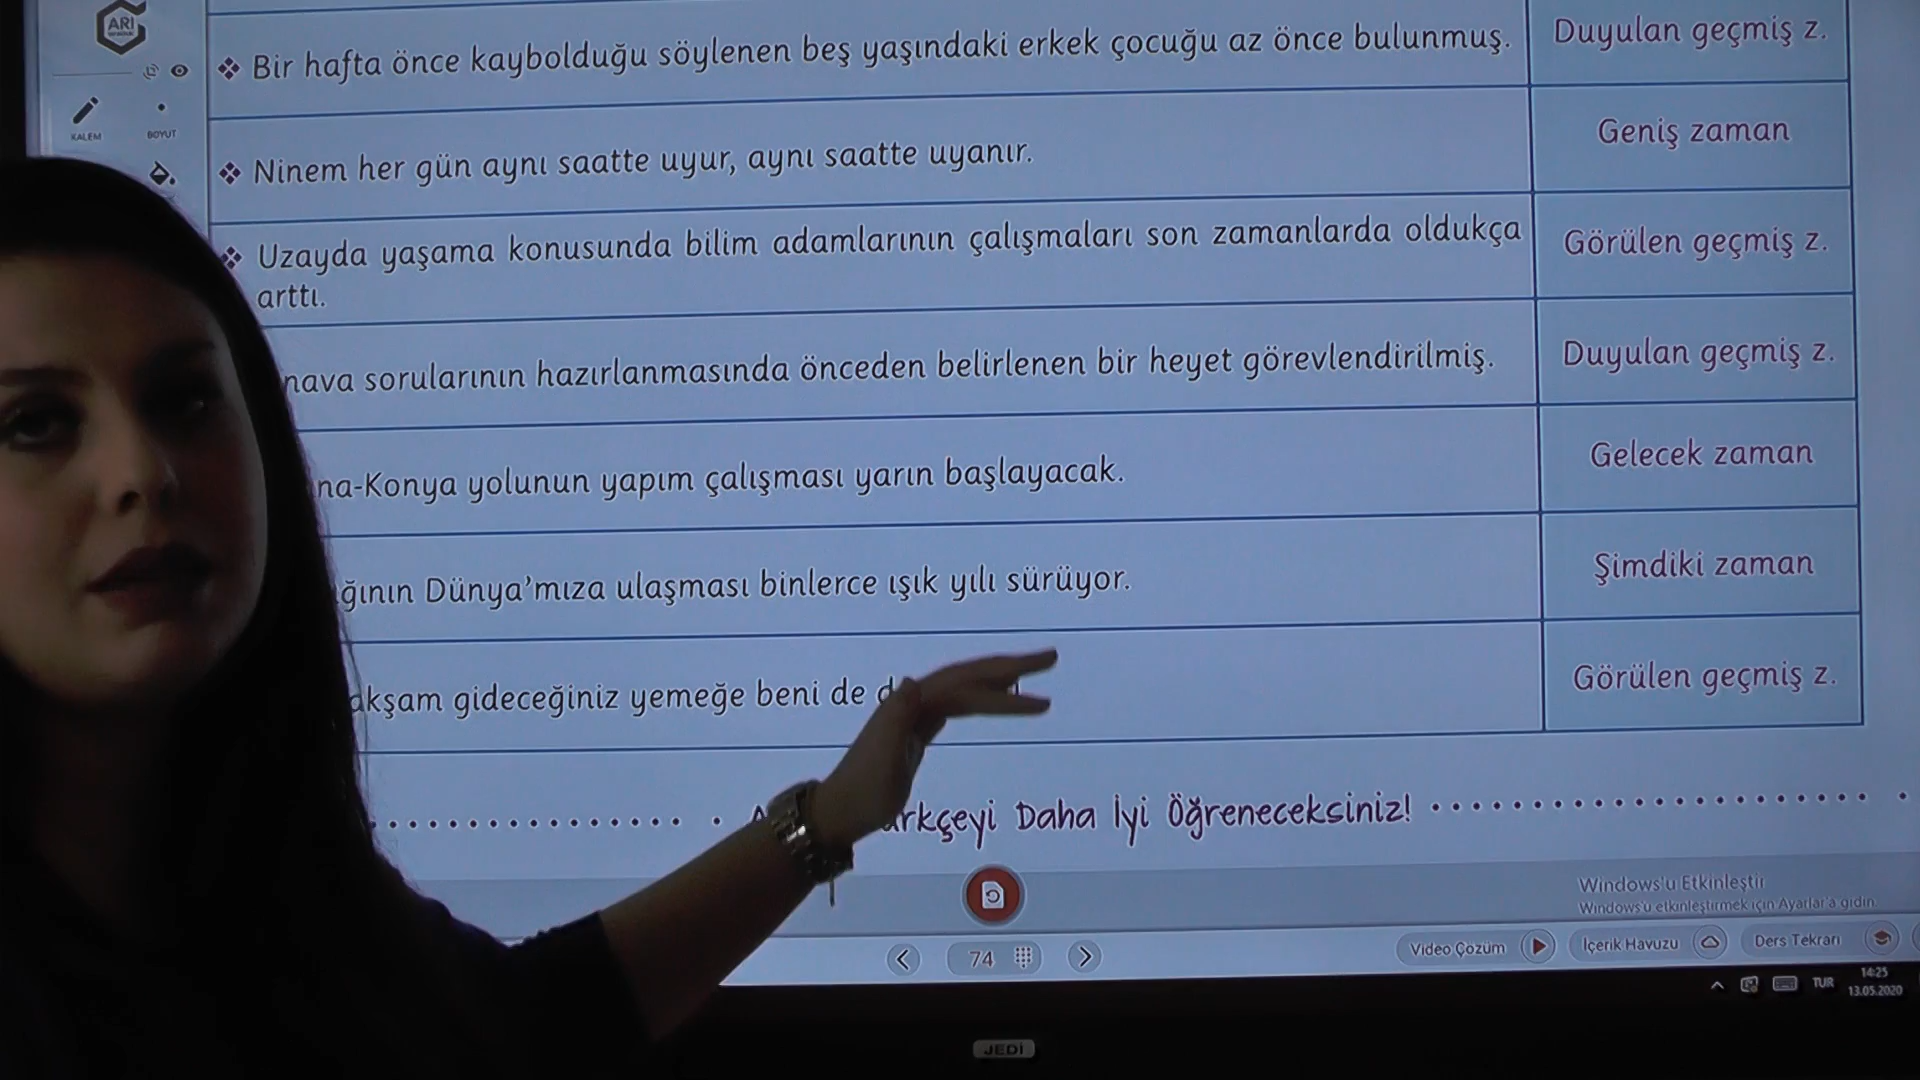 ARI
KALEM
BOYUT
❖ Bir hafta önce kaybolduğu söylenen beş yaşındaki erkek çocuğu az önce bulunmuş.
Duyulan geçmiş z.
❖ Ninem her gün aynı saatte uyur, aynı saatte uyanır.
Geniş zaman
❖ Uzayda yaşama konusunda bilim adamlarının çalışmaları son zamanlarda oldukça
arttı.
Görülen geçmiş z.
sorularının hazırlanmasında önceden belirlenen bir heyet görevlendirilmiş.
Duyulan geçmiş z.
na-Konya yolunun yapım çalışması yarın başlayacak.
Gelecek zaman
ğının Dünya'mıza ulaşması binlerce ışık yılı sürüyor.
Şimdiki zaman
akşam gideceğiniz yemeğe beni de
Görülen geçmiş z.
rkçeyi Daha İyi Öğreneceksiniz!
Windows'u Etkinleştir
Windows'u etkinleştirmek için Ayarlar'a gidin.
74
Video Çözüm
İçerik Havuzu
Ders Tekrarı
TUR
14:25
13.05.2020
JEDİ